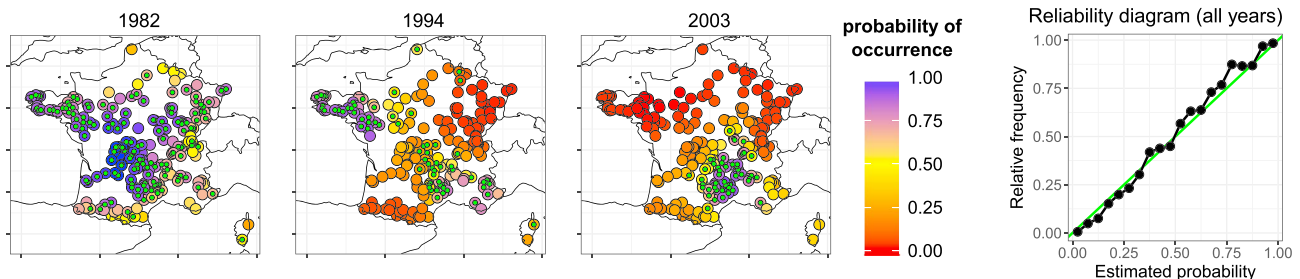 1982
1994
2003
probability of
occurrence
1.00
0.75
0.50
0.25
0.00
Reliability diagram (all years)
Relative frequency
1.00
0.75
0.50
0.25
0.00
0.00 0.25 0.50 0.75 1.00
Estimated probability